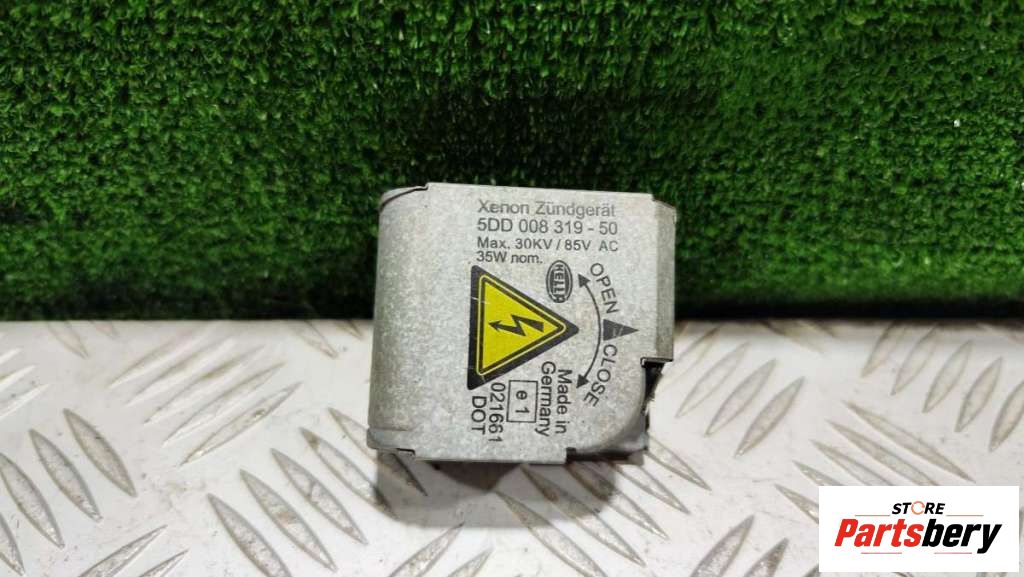 Xenon Zündgerät
5DD 008 319 - 50
Max. 30KV / 85V AC
35W nom.
HELLA
OPEN
CLOSE
Made in
Germany
e 1
021661
DOT
STORE
Partsbery